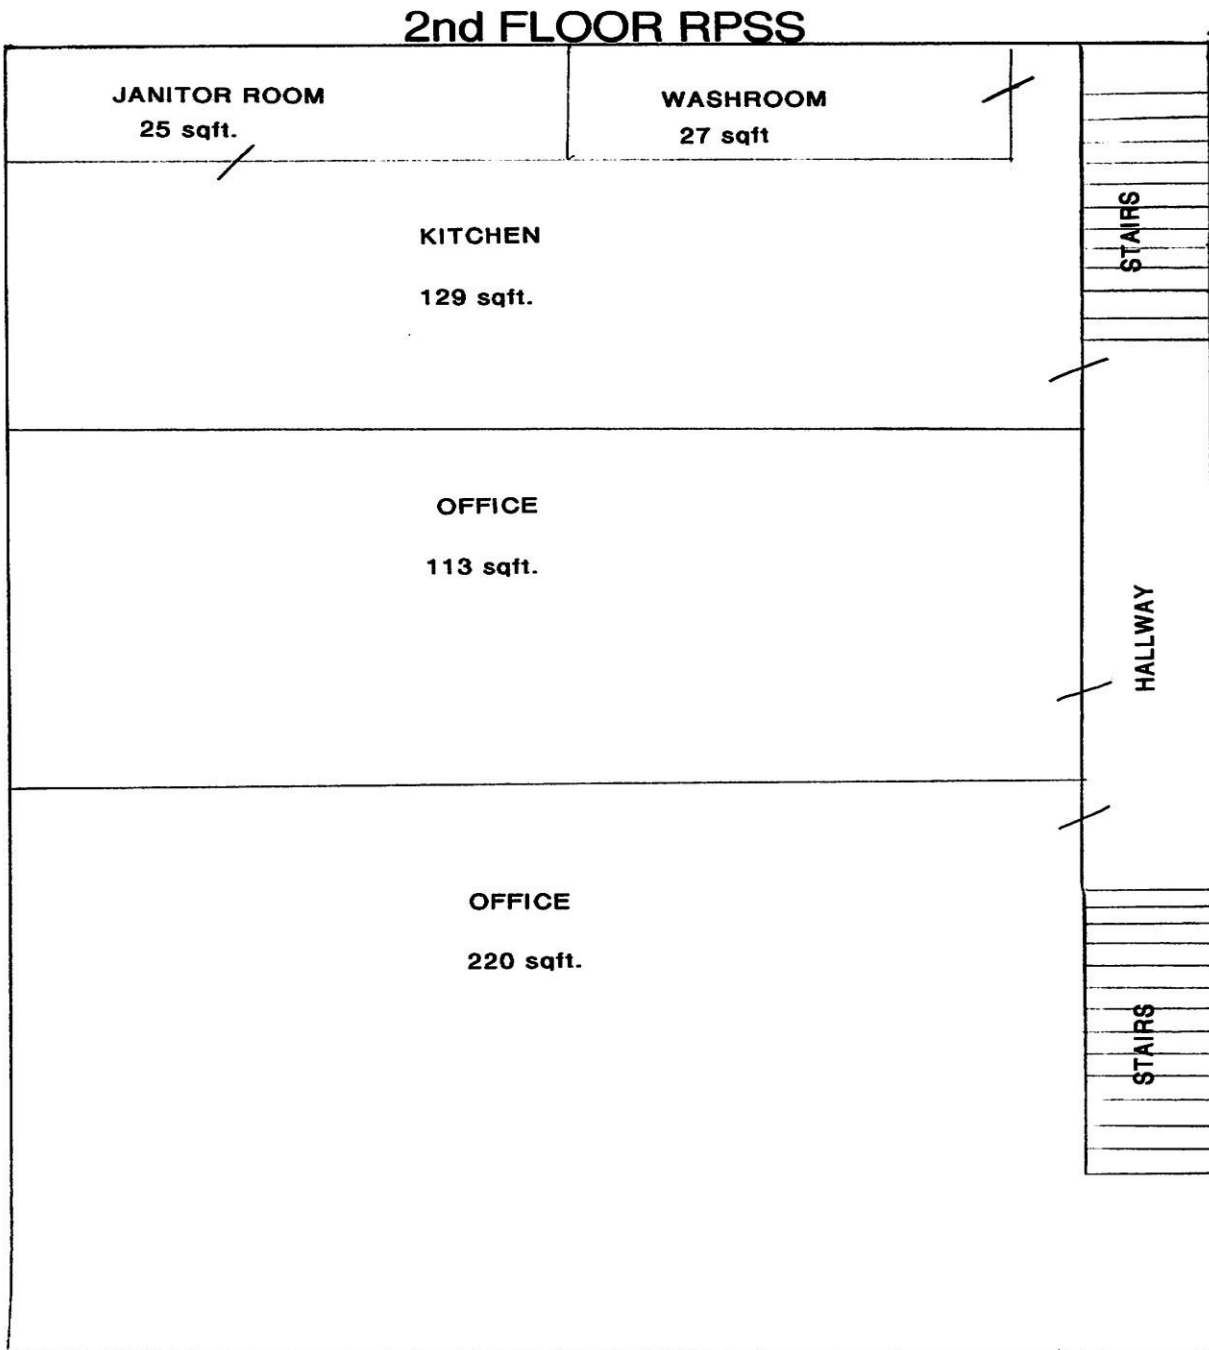 2nd FLOOR RPSS
JANITOR ROOM
25 sqft.
WASHROOM
27 sqft
KITCHEN
129 sqft.
STAIRS
OFFICE
113 sqft.
HALLWAY
OFFICE
220 sqft.
STAIRS